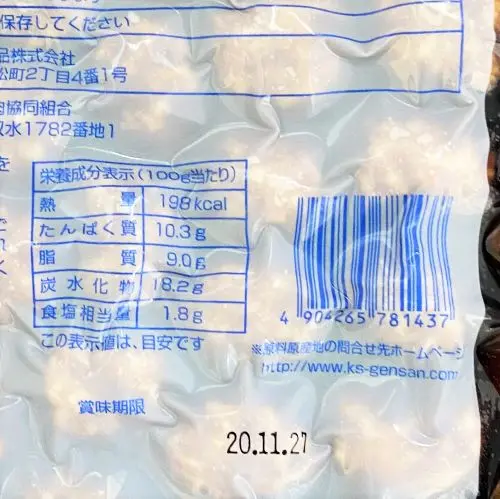 保存してください
品株式会社
松町2丁目4番1号
肉協同組合
水1782番地1
を
栄養成分表示(100g当たり)
熱量 198kcal
たんぱく質 10.3g
脂質 9.0g
炭水化物 18.2g
食塩相当量 1.8g
この表示値は、目安です
4 904265 781437
※原料原産地の問合せ先ホームページ
http://www.ks-gensan.com/
賞味期限
20.11.27